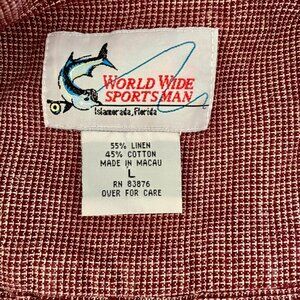 WORLD WIDE
SPORTSMAN
Islamorada, Florida
55% LINEN
45% COTTON
MADE IN MACAU
L
RN 83876
OVER FOR CARE